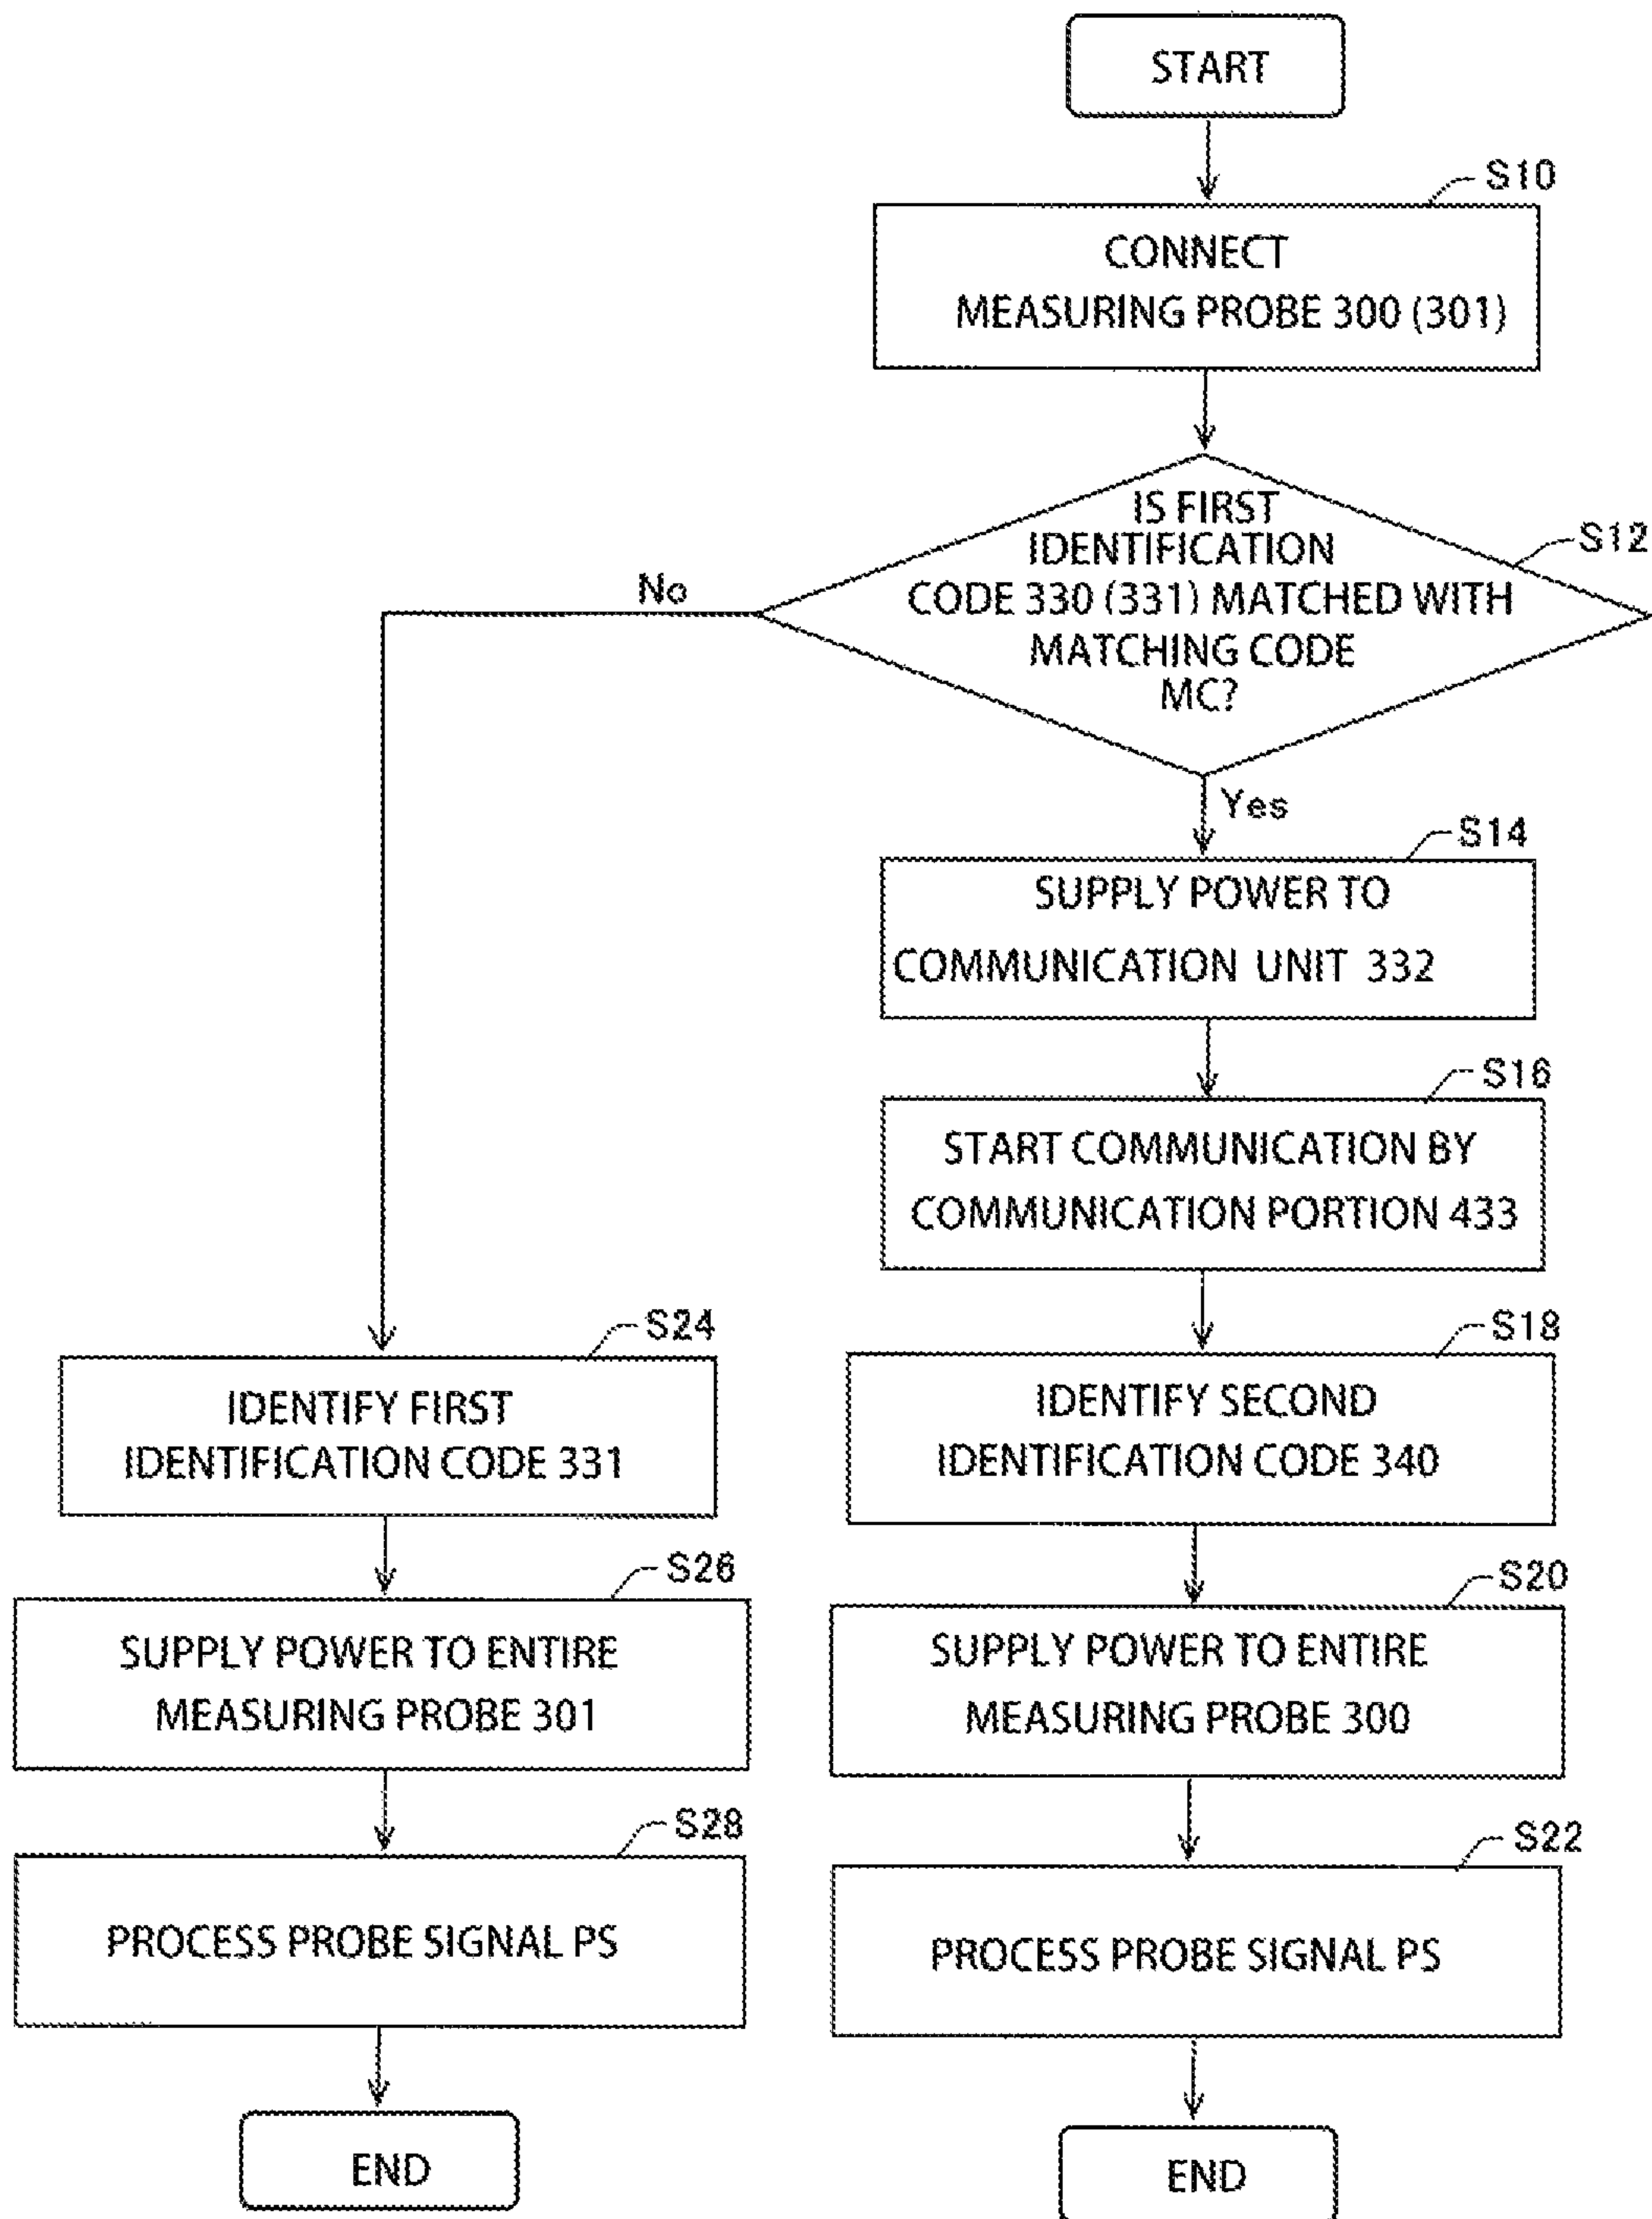 START
S10
CONNECT
MEASURING PROBE 300 (301)
S12
IS FIRST
IDENTIFICATION
CODE 330 (331) MATCHED WITH
MATCHING CODE
MC?
No
Yes
S14
SUPPLY POWER TO
COMMUNICATION UNIT 332
S16
START COMMUNICATION BY
COMMUNICATION PORTION 433
S18
IDENTIFY SECOND
IDENTIFICATION CODE 340
S20
SUPPLY POWER TO ENTIRE
MEASURING PROBE 300
S22
PROCESS PROBE SIGNAL PS
END
S24
IDENTIFY FIRST
IDENTIFICATION CODE 331
S26
SUPPLY POWER TO ENTIRE
MEASURING PROBE 301
S28
PROCESS PROBE SIGNAL PS
END